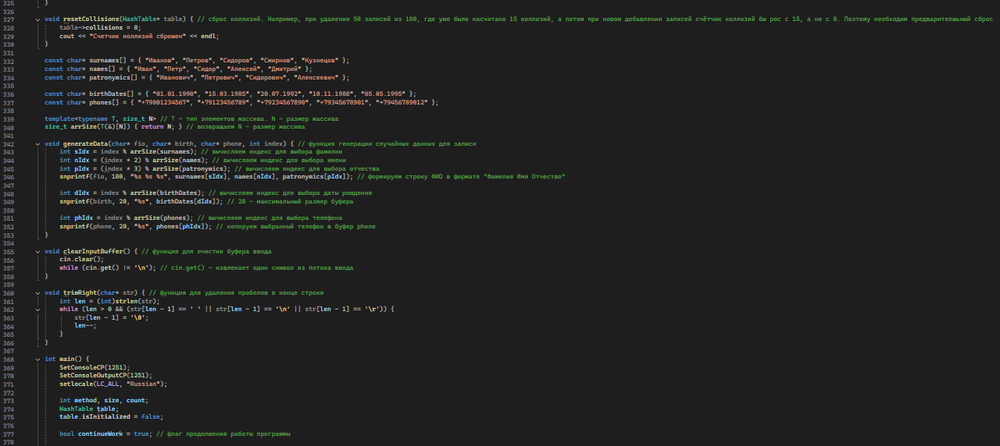 325 }
326
327 void resetCollisions(HashTable* table) { // сброс коллизий. Например, при удалении 50 записей из 100, где уже было насчитано 15 коллизий, а потом при новом добавлении записей счётчик коллизий бы рос с 15, а не с 0. Поэтому необходим предварительный сброс
328 table->collisions = 0;
329 cout << "Счетчик коллизий сброшен" << endl;
330 }
331
332 const char* surnames[] = { "Иванов", "Петров", "Сидоров", "Смирнов", "Кузнецов" };
333 const char* names[] = { "Иван", "Петр", "Сидор", "Алексей", "Дмитрий" };
334 const char* patronymics[] = { "Иванович", "Петрович", "Сидорович", "Алексеевич" };
335
336 const char* birthDates[] = { "01.01.1990", "15.03.1985", "20.07.1992", "10.11.1988", "05.05.1995" };
337 const char* phones[] = { "+79001234567", "+79123456789", "+79234567890", "+79345678901", "+79456789012" };
338
339 template<typename T, size_t N> // T - тип элементов массива. N - размер массива
340 size_t arrSize(T(&)[N]) { return N; } // возвращаем N - размер массива
341
342 void generateData(char* fio, char* birth, char* phone, int index) { // функция генерации случайных данных для записи
343 int sIdx = index % arrSize(surnames); // вычисляем индекс для выбора фамилии
344 int nIdx = (index * 2) % arrSize(names); // вычисляем индекс для выбора имени
345 int pIdx = (index * 3) % arrSize(patronymics); // вычисляем индекс для выбора отчества
346 snprintf(fio, 100, "%s %s %s", surnames[sIdx], names[nIdx], patronymics[pIdx]); // формируем строку ФИО в формате "Фамилия Имя Отчество"
347
348 int dIdx = index % arrSize(birthDates); // вычисляем индекс для выбора даты рождения
349 snprintf(birth, 20, "%s", birthDates[dIdx]); // 20 - максимальный размер буфера
350
351 int phIdx = index % arrSize(phones); // вычисляем индекс для выбора телефона
352 snprintf(phone, 20, "%s", phones[phIdx]); // копируем выбранный телефон в буфер phone
353 }
354
355 void clearInputBuffer() { // функция для очистки буфера ввода
356 cin.clear();
357 while (cin.get() != '\n'); // cin.get() - извлекает один символ из потока ввода
358 }
359
360 void trimRight(char* str) { // функция для удаления пробелов в конце строки
361 int len = (int)strlen(str);
362 while (len > 0 && (str[len - 1] == ' ' || str[len - 1] == '\n' || str[len - 1] == '\r')) {
363 str[len - 1] = '\0';
364 len--;
365 }
366 }
367
368 int main() {
369 SetConsoleCP(1251);
370 SetConsoleOutputCP(1251);
371 setlocale(LC_ALL, "Russian");
372
373 int method, size, count;
374 HashTable table;
375 table.isInitialized = false;
376
377 bool continueWork = true; // флаг продолжения работы программы
378